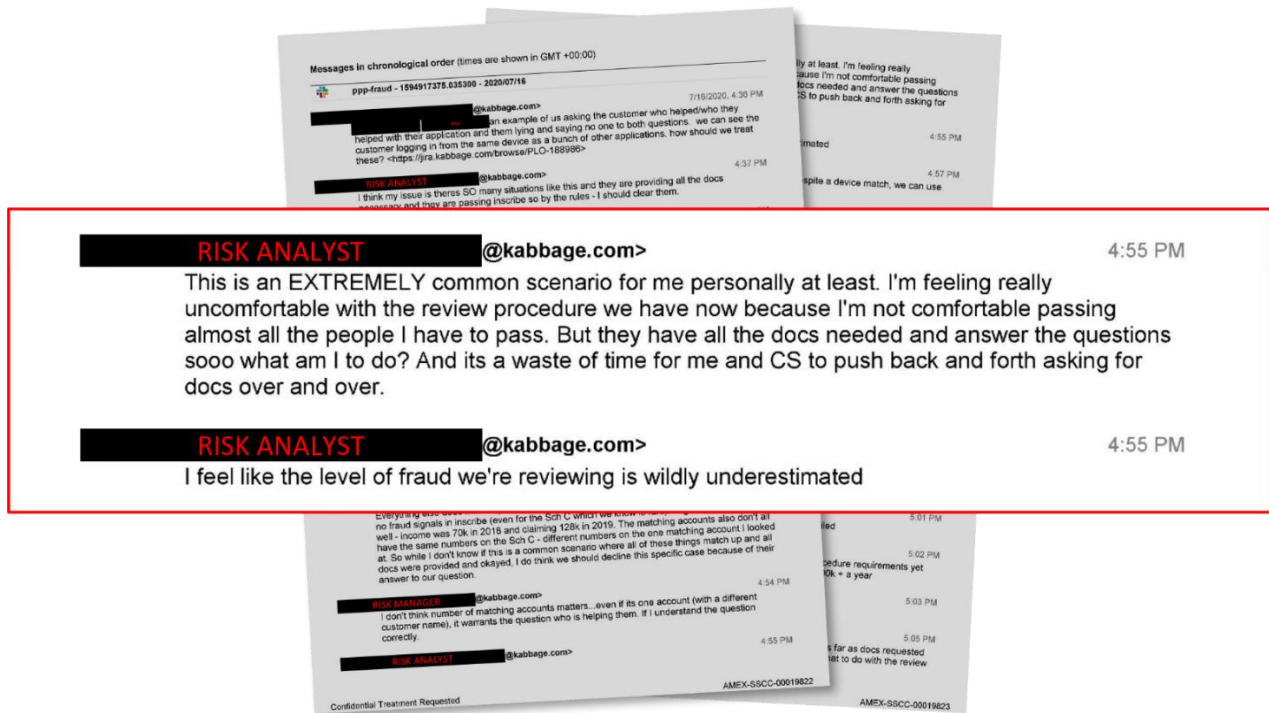 Messages in chronological order (times are shown in GMT +00:00)
ppp-fraud - 1594917375.035300 - 2020/07/16
@kabbage.com>
7/16/2020, 4:36 PM
an example of us asking the customer who helped/who they
helped with their application and them lying and saying no one to both questions. we can see the
customer logging in from the same device as a bunch of other applications, how should we treat
these? <https://jira.kabbage.com/browse/PLO-188986>
4:37 PM
RISK ANALYST @kabbage.com>
I think my issue is theres SO many situations like this and they are providing all the docs
necessary and they are passing inscribe so by the rules - I should clear them.
ly at least. I'm feeling really
cause I'm not comfortable passing
docs needed and answer the questions
CS to push back and forth asking for
4:55 PM
imated
4:57 PM
spite a device match, we can use
RISK ANALYST @kabbage.com> 4:55 PM
This is an EXTREMELY common scenario for me personally at least. I'm feeling really
uncomfortable with the review procedure we have now because I'm not comfortable passing
almost all the people I have to pass. But they have all the docs needed and answer the questions
sooo what am I to do? And its a waste of time for me and CS to push back and forth asking for
docs over and over.
RISK ANALYST @kabbage.com> 4:55 PM
I feel like the level of fraud we're reviewing is wildly underestimated
no fraud signals in inscribe (even for the Sch C which we know
well - income was 70k in 2018 and claiming 128k in 2019. The matching accounts also don't all
have the same numbers on the Sch C - different numbers on the one matching account I looked
at. So while I don't know if this is a common scenario where all of these things match up and all
docs were provided and okayed, I do think we should decline this specific case because of their
answer to our question.
4:54 PM
RISK MANAGER @kabbage.com>
I don't think number of matching accounts matters...even if its one account (with a different
customer name), it warrants the question who is helping them. If I understand the question
correctly.
4:55 PM
RISK ANALYST @kabbage.com>
Confidential Treatment Requested
AMEX-SSCC-00019822
5:01 PM
5:02 PM
cedure requirements yet
00k + a year
5:03 PM
5:05 PM
s far as docs requested
hat to do with the review
AMEX-SSCC-00019823